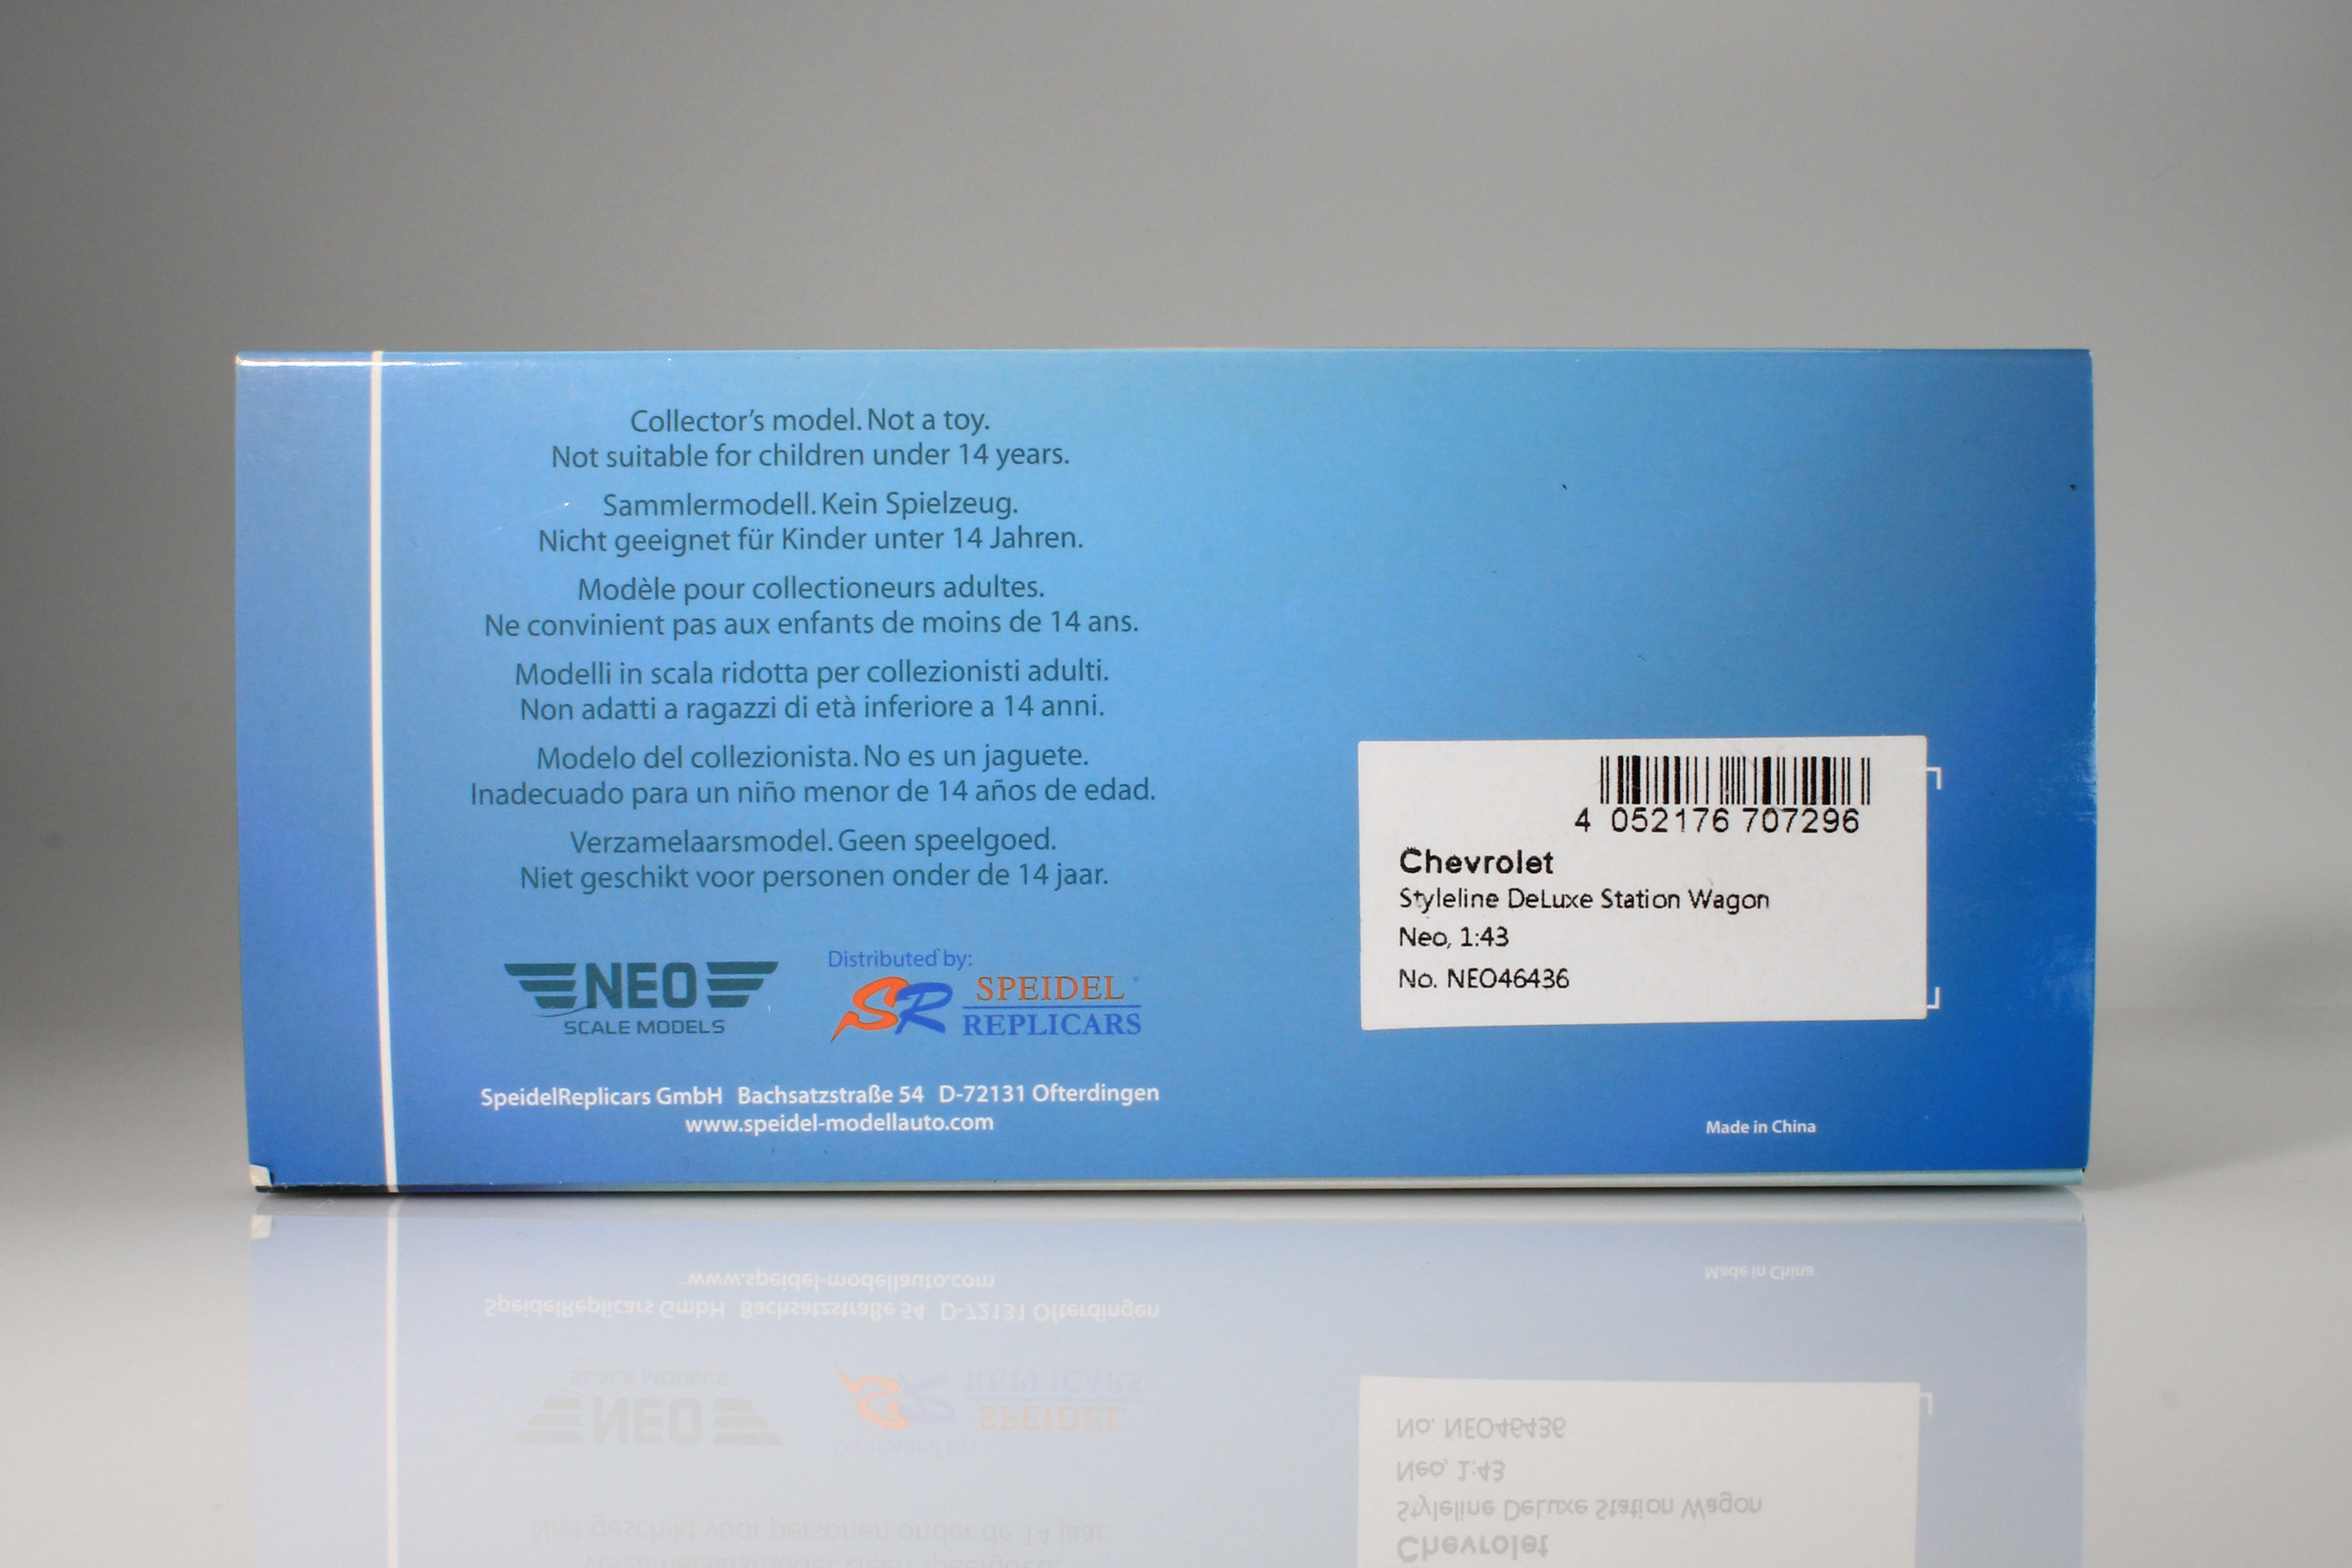 Collector's model. Not a toy.
Not suitable for children under 14 years.
Sammlermodell. Kein Spielzeug.
Nicht geeignet für Kinder unter 14 Jahren.
Modèle pour collectioneurs adultes.
Ne convinient pas aux enfants de moins de 14 ans.
Modelli in scala ridotta per collezionisti adulti.
Non adatti a ragazzi di età inferiore a 14 anni.
Modelo del collezionista. No es un jaguete.
Inadecuado para un niño menor de 14 años de edad.
Verzamelaarsmodel. Geen speelgoed.
Niet geschikt voor personen onder de 14 jaar.
NEO
SCALE MODELS
Distributed by:
SR
SPEIDEL
REPLICARS
SpeidelReplicars GmbH Bachsatzstraße 54 D-72131 Ofterdingen
www.speidel-modellauto.com
4 052176 707296
Chevrolet
Styleline DeLuxe Station Wagon
Neo, 1:43
No. NEO46436
Made in China